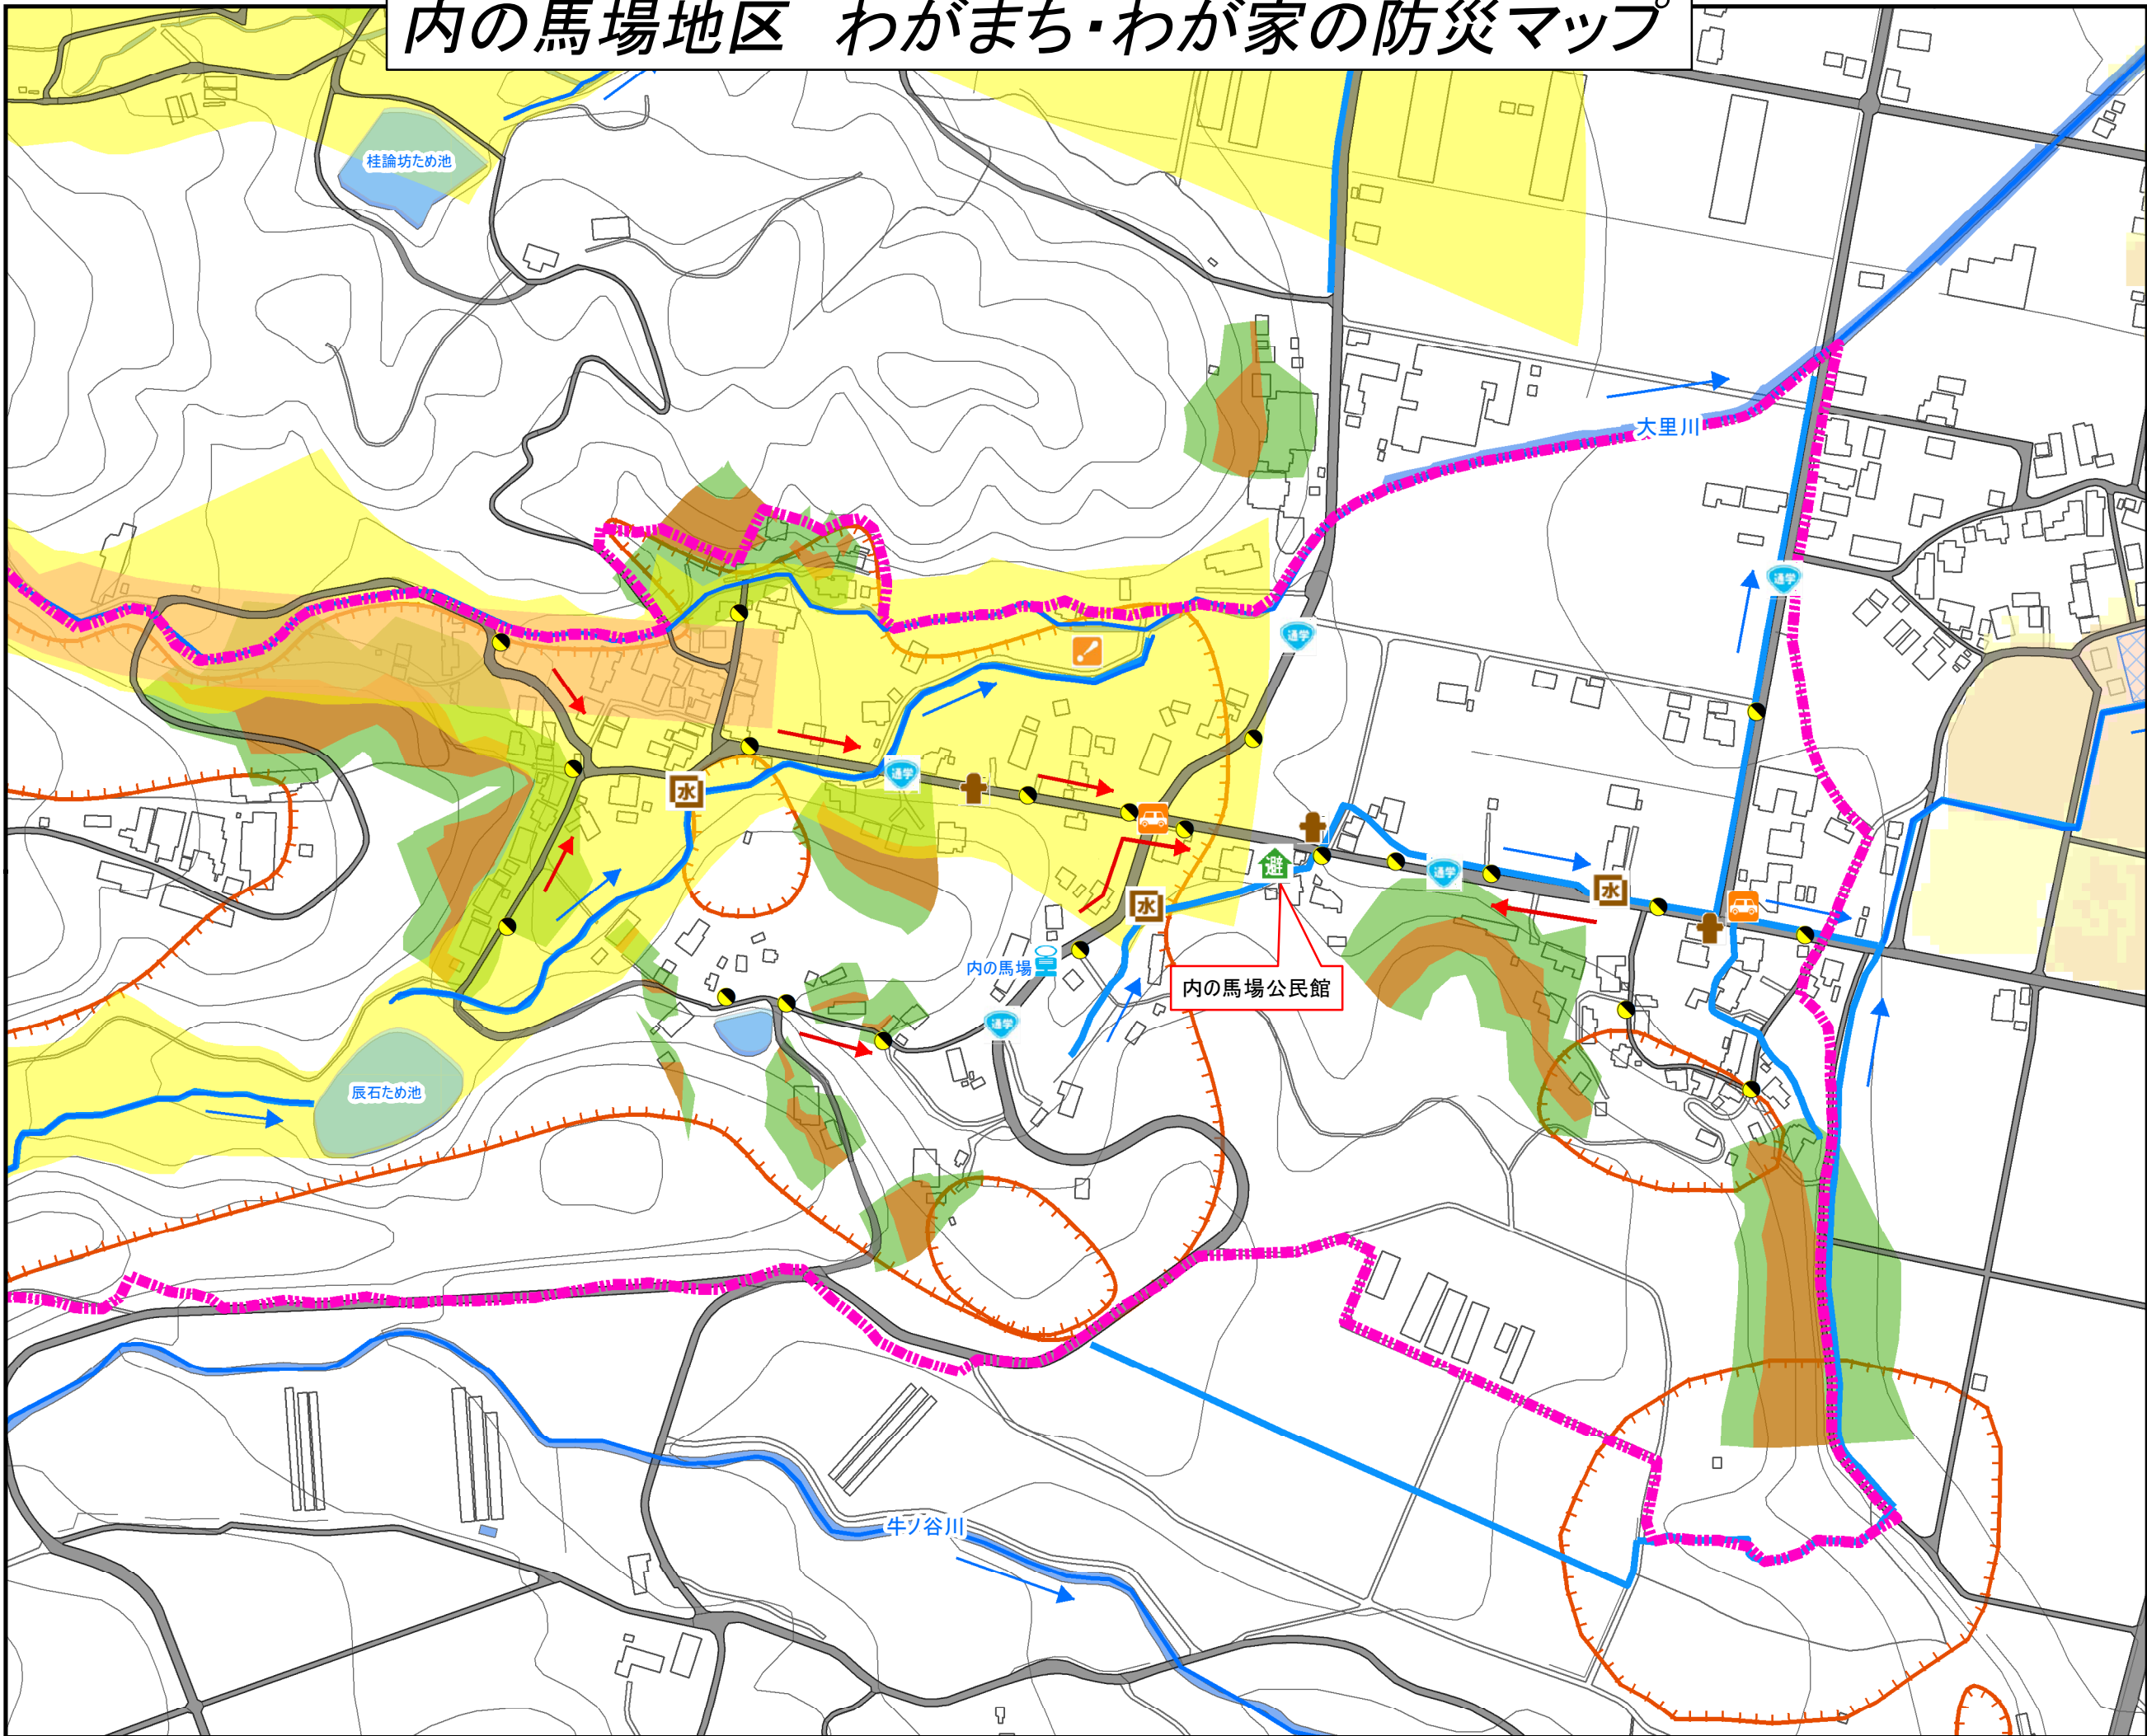 内の馬場地区 わがまち・わが家の防災マップ
桂論坊ため池
大里川
通学
通学
水
通学
避
通学
水
水
内の馬場
内の馬場公民館
通学
辰石ため池
牛ノ谷川